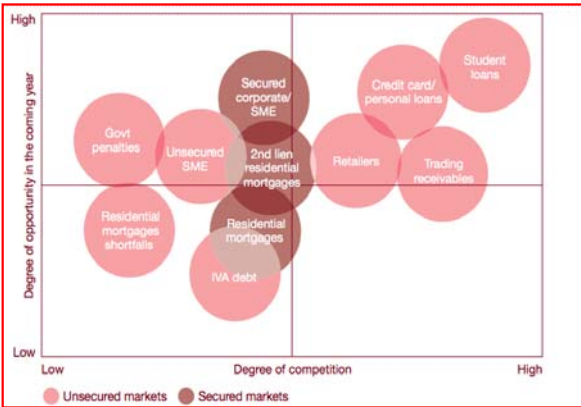 High
Student
loans
Secured
corporate/
SME
Credit card/
personal loans
Govt
penalties
Unsecured
SME
2nd lien
residential
mortgages
Retailers
Trading
receivables
Residential
mortgages
shortfalls
Residential
mortgages
IVA debt
Degree of opportunity in the coming year
Low
Low
Degree of competition
High
Unsecured markets
Secured markets